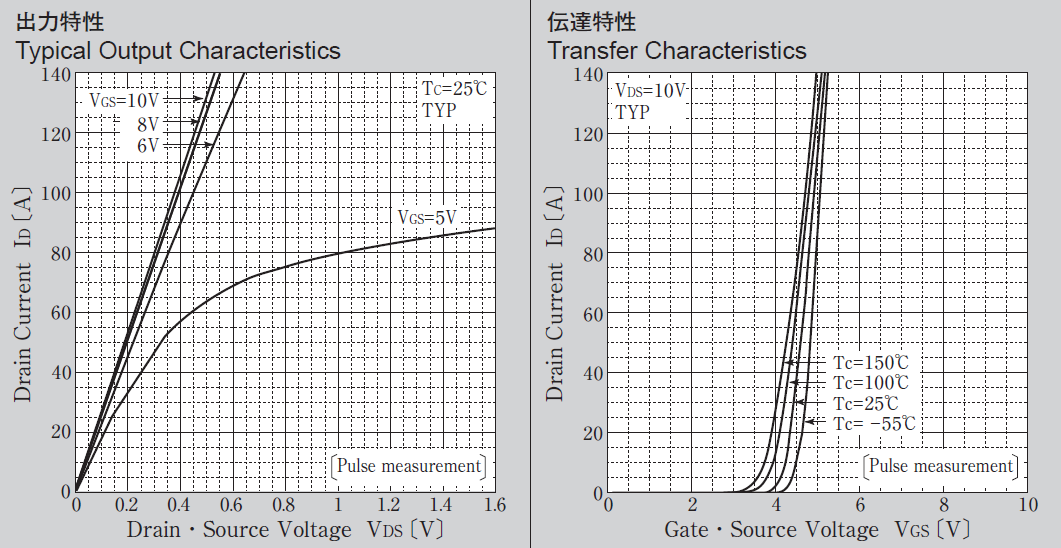 出力特性
Typical Output Characteristics
140
120
100
80
60
40
20
0
Drain Current ID〔A〕
VGS=10V
8V
6V
TC=25℃
TYP
VGS=5V
〔Pulse measurement〕
0 0.2 0.4 0.6 0.8 1 1.2 1.4 1.6
Drain・Source Voltage VDS〔V〕
伝達特性
Transfer Characteristics
140
120
100
80
60
40
20
0
Drain Current ID〔A〕
VDS=10V
TYP
Tc=150℃
Tc=100℃
Tc=25℃
Tc= -55℃
〔Pulse measurement〕
0 2 4 6 8 10
Gate・Source Voltage VGS〔V〕